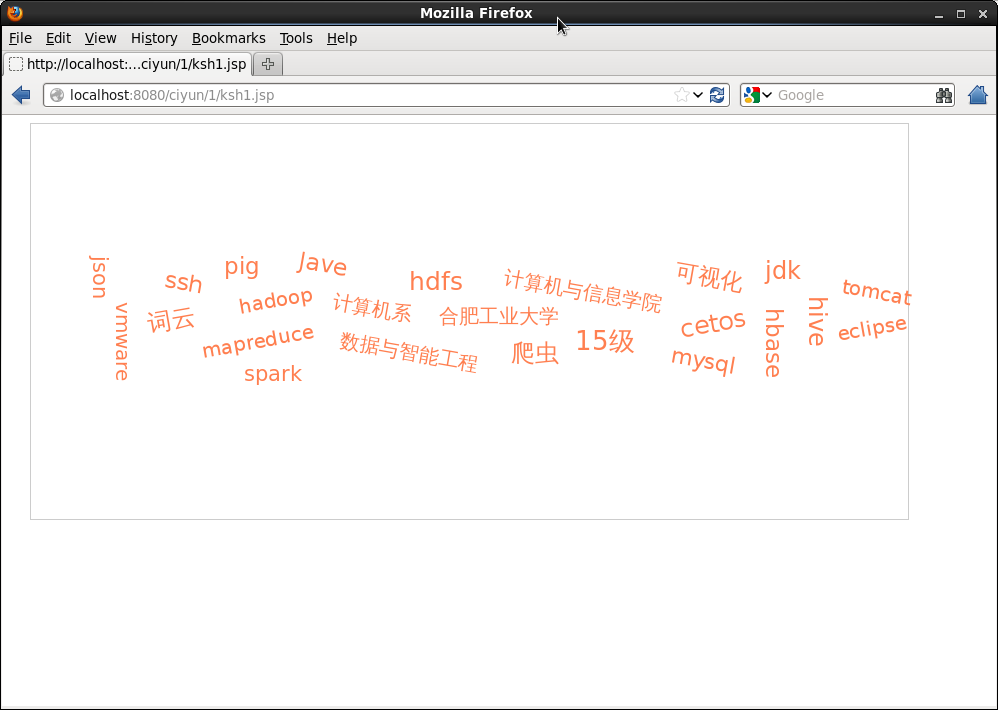 Mozilla Firefox
File Edit View History Bookmarks Tools Help
http://localhost:...ciyun/1/ksh1.jsp
localhost:8080/ciyun/1/ksh1.jsp
Google
json
ssh
pig
Jave
hdfs
计算机与信息学院
可视化
jdk
tomcat
vmware
词云
hadoop
计算机系
合肥工业大学
15级
cetos
hbase
hive
eclipse
mapreduce
数据与智能工程
爬虫
mysql
spark